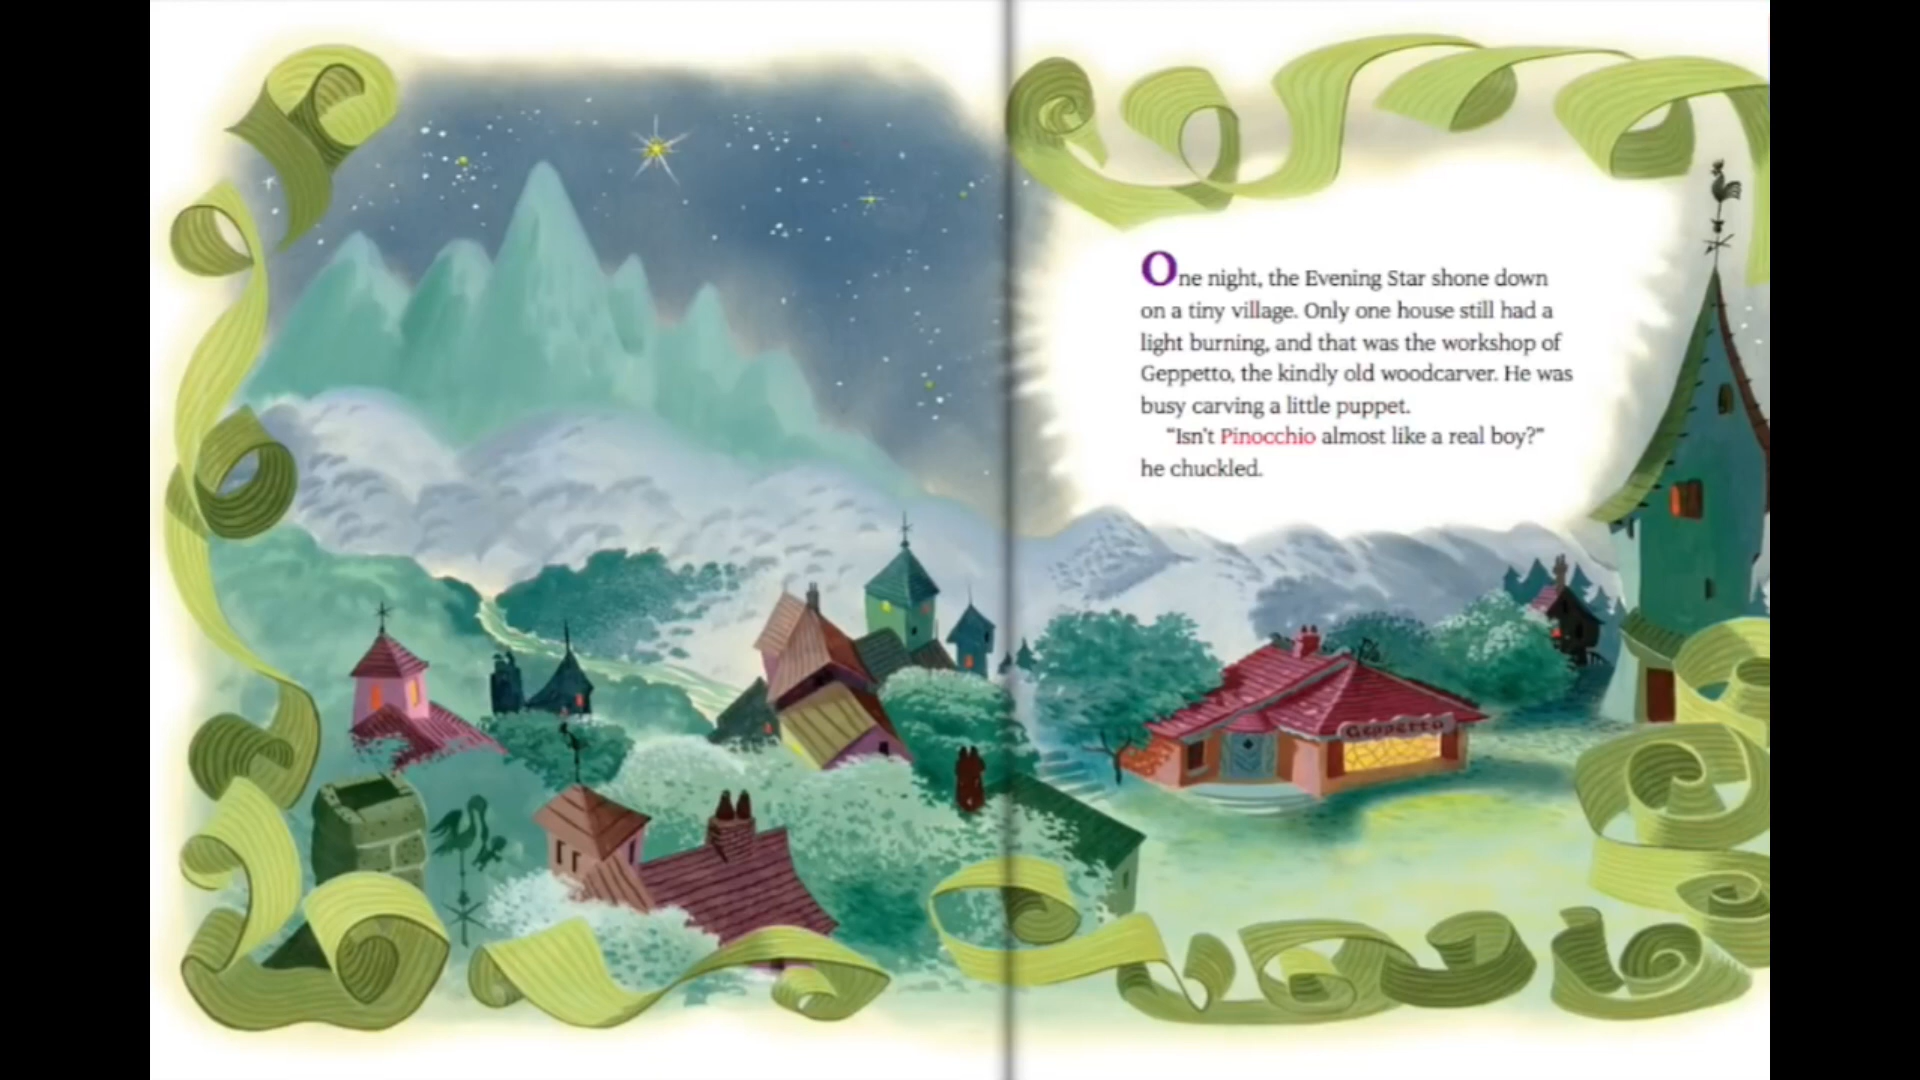 One night, the Evening Star shone down
on a tiny village. Only one house still had a
light burning, and that was the workshop of
Geppetto, the kindly old woodcarver. He was
busy carving a little puppet.
“Isn’t Pinocchio almost like a real boy?”
he chuckled.
Geppetto